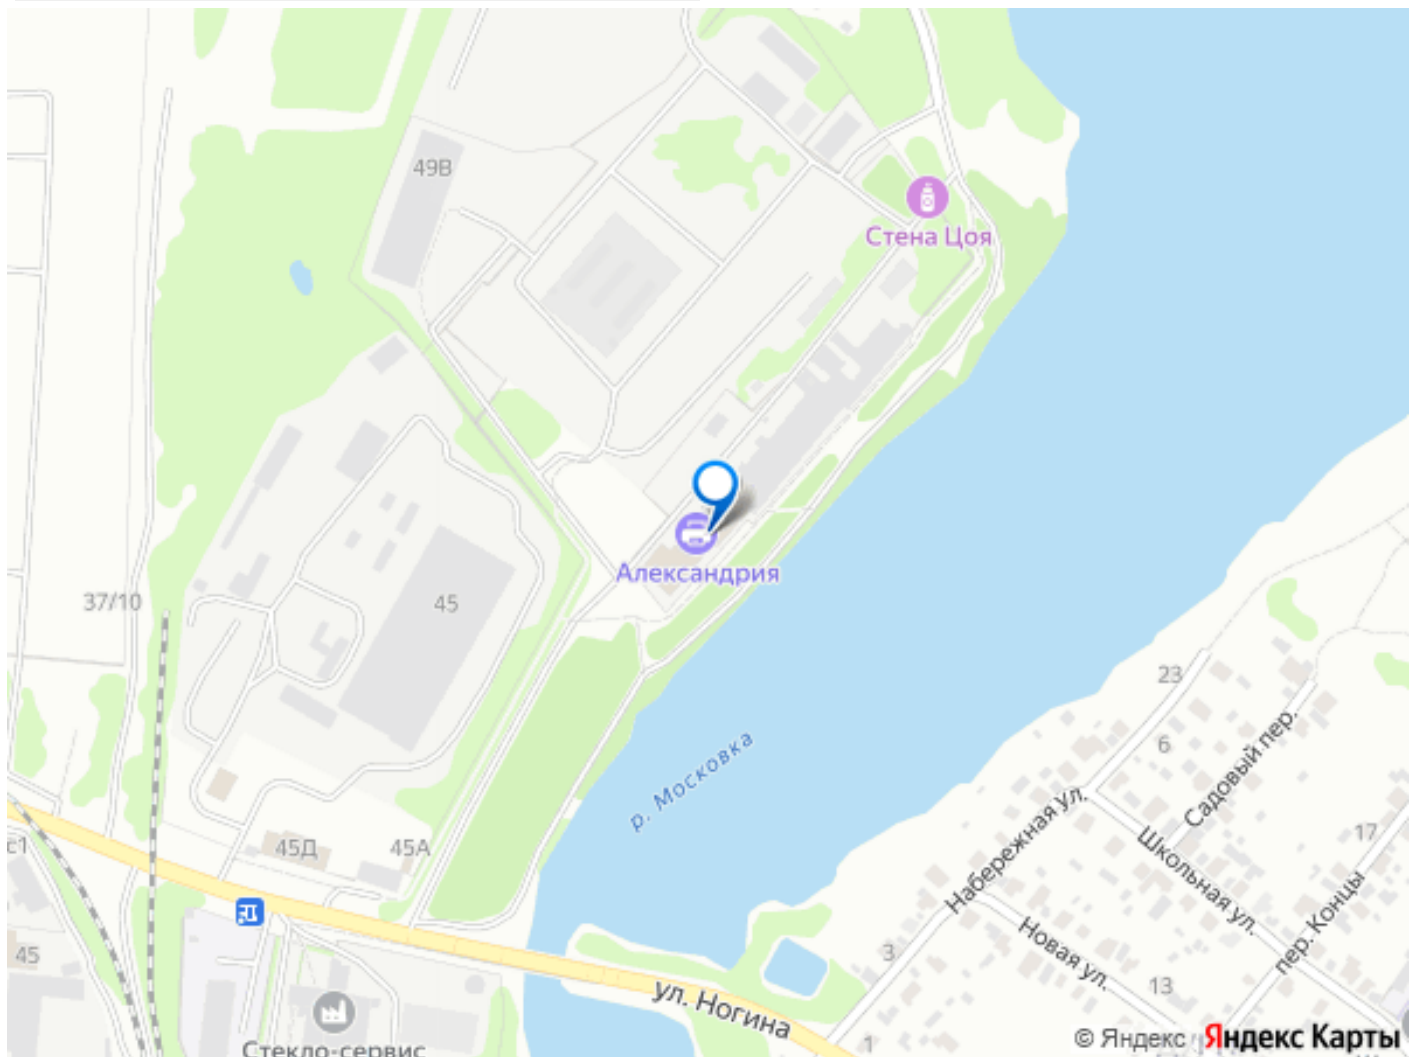 49В
Стена Цоя
Александрия
37/10
45
23
6
Садовый пер.
р. Московка
Набережная ул.
17
Школьная ул.
с1
45Д
45А
пер. Концы
Новая ул.
45
3
13
ул. Ногина
1
Стекло-сервис
© Яндекс Яндекс Карты